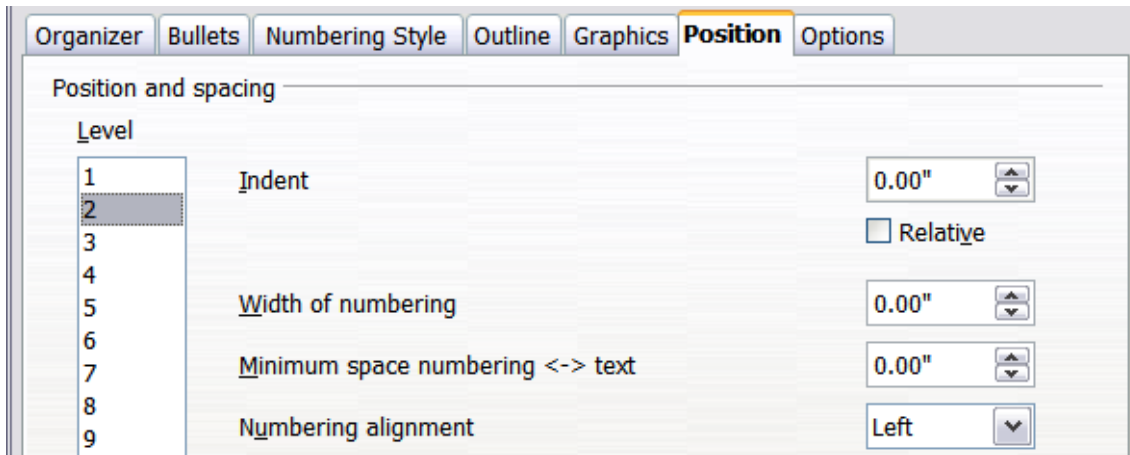 Organizer Bullets Numbering Style Outline Graphics Position Options
Position and spacing
Level
1 Indent 0.00"
2
Relative
3
4
5 Width of numbering 0.00"
6
7 Minimum space numbering <-> text 0.00"
8
9 Numbering alignment Left